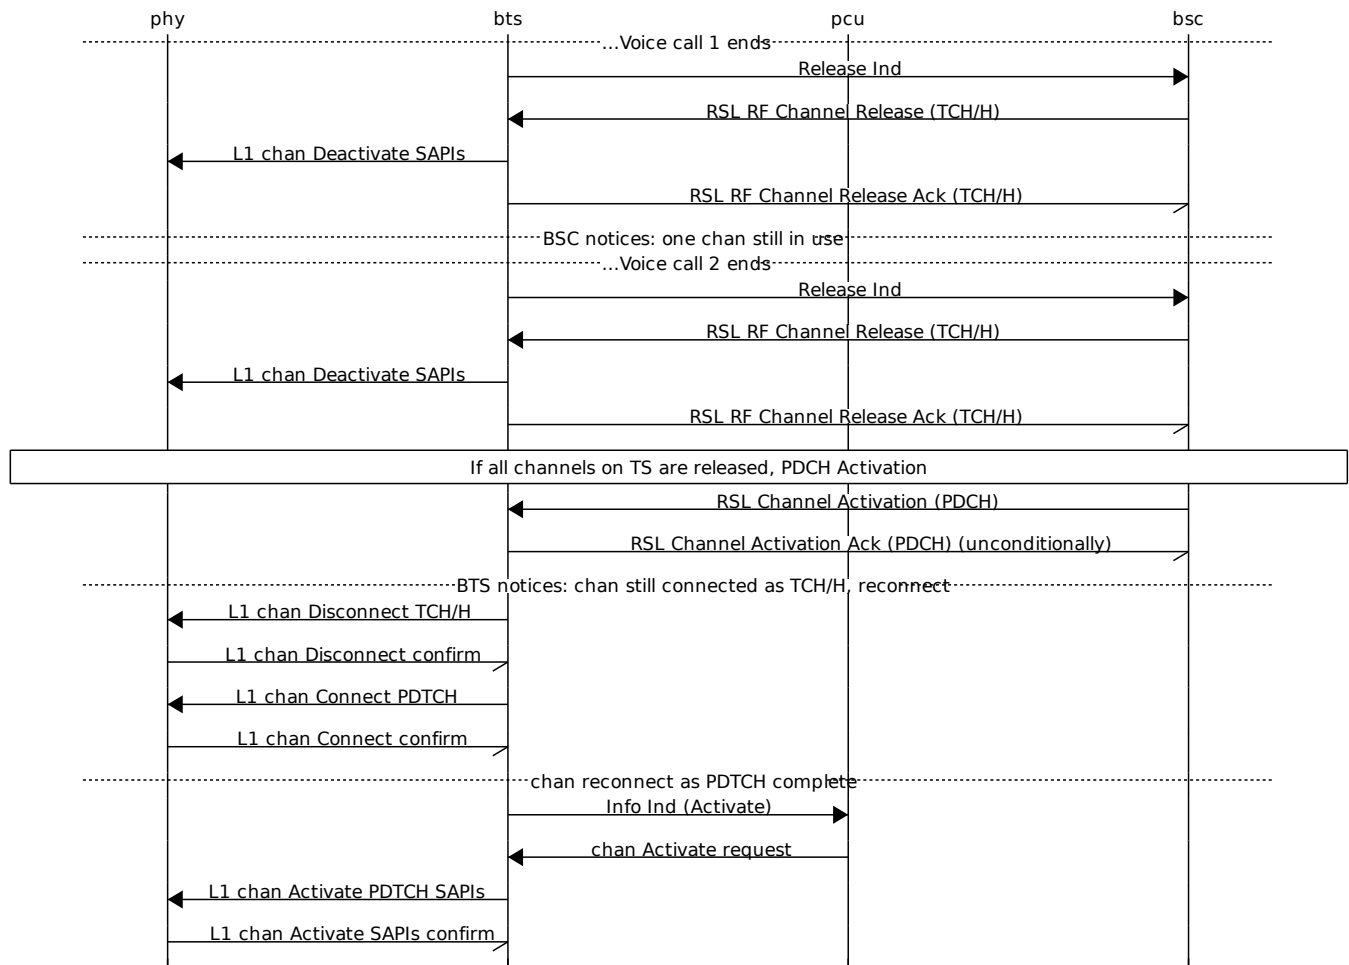 phy bts pcu bsc
...Voice call 1 ends
Release Ind
RSL RF Channel Release (TCH/H)
L1 chan Deactivate SAPIs
RSL RF Channel Release Ack (TCH/H)
BSC notices: one chan still in use
...Voice call 2 ends
Release Ind
RSL RF Channel Release (TCH/H)
L1 chan Deactivate SAPIs
RSL RF Channel Release Ack (TCH/H)
If all channels on TS are released, PDCH Activation
RSL Channel Activation (PDCH)
RSL Channel Activation Ack (PDCH) (unconditionally)
BTS notices: chan still connected as TCH/H, reconnect
L1 chan Disconnect TCH/H
L1 chan Disconnect confirm
L1 chan Connect PDTCH
L1 chan Connect confirm
chan reconnect as PDTCH complete
Info Ind (Activate)
chan Activate request
L1 chan Activate PDTCH SAPIs
L1 chan Activate SAPIs confirm